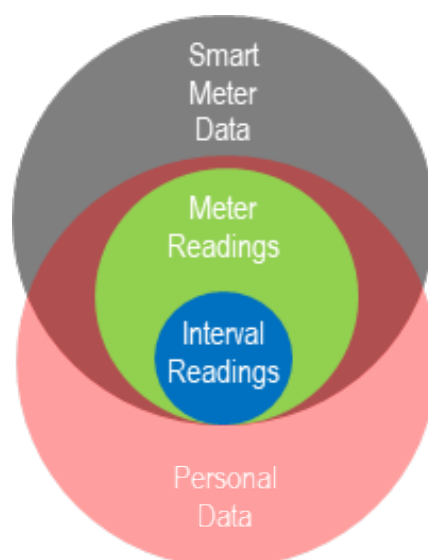 Smart
Meter
Data
Meter
Readings
Interval
Readings
Personal
Data